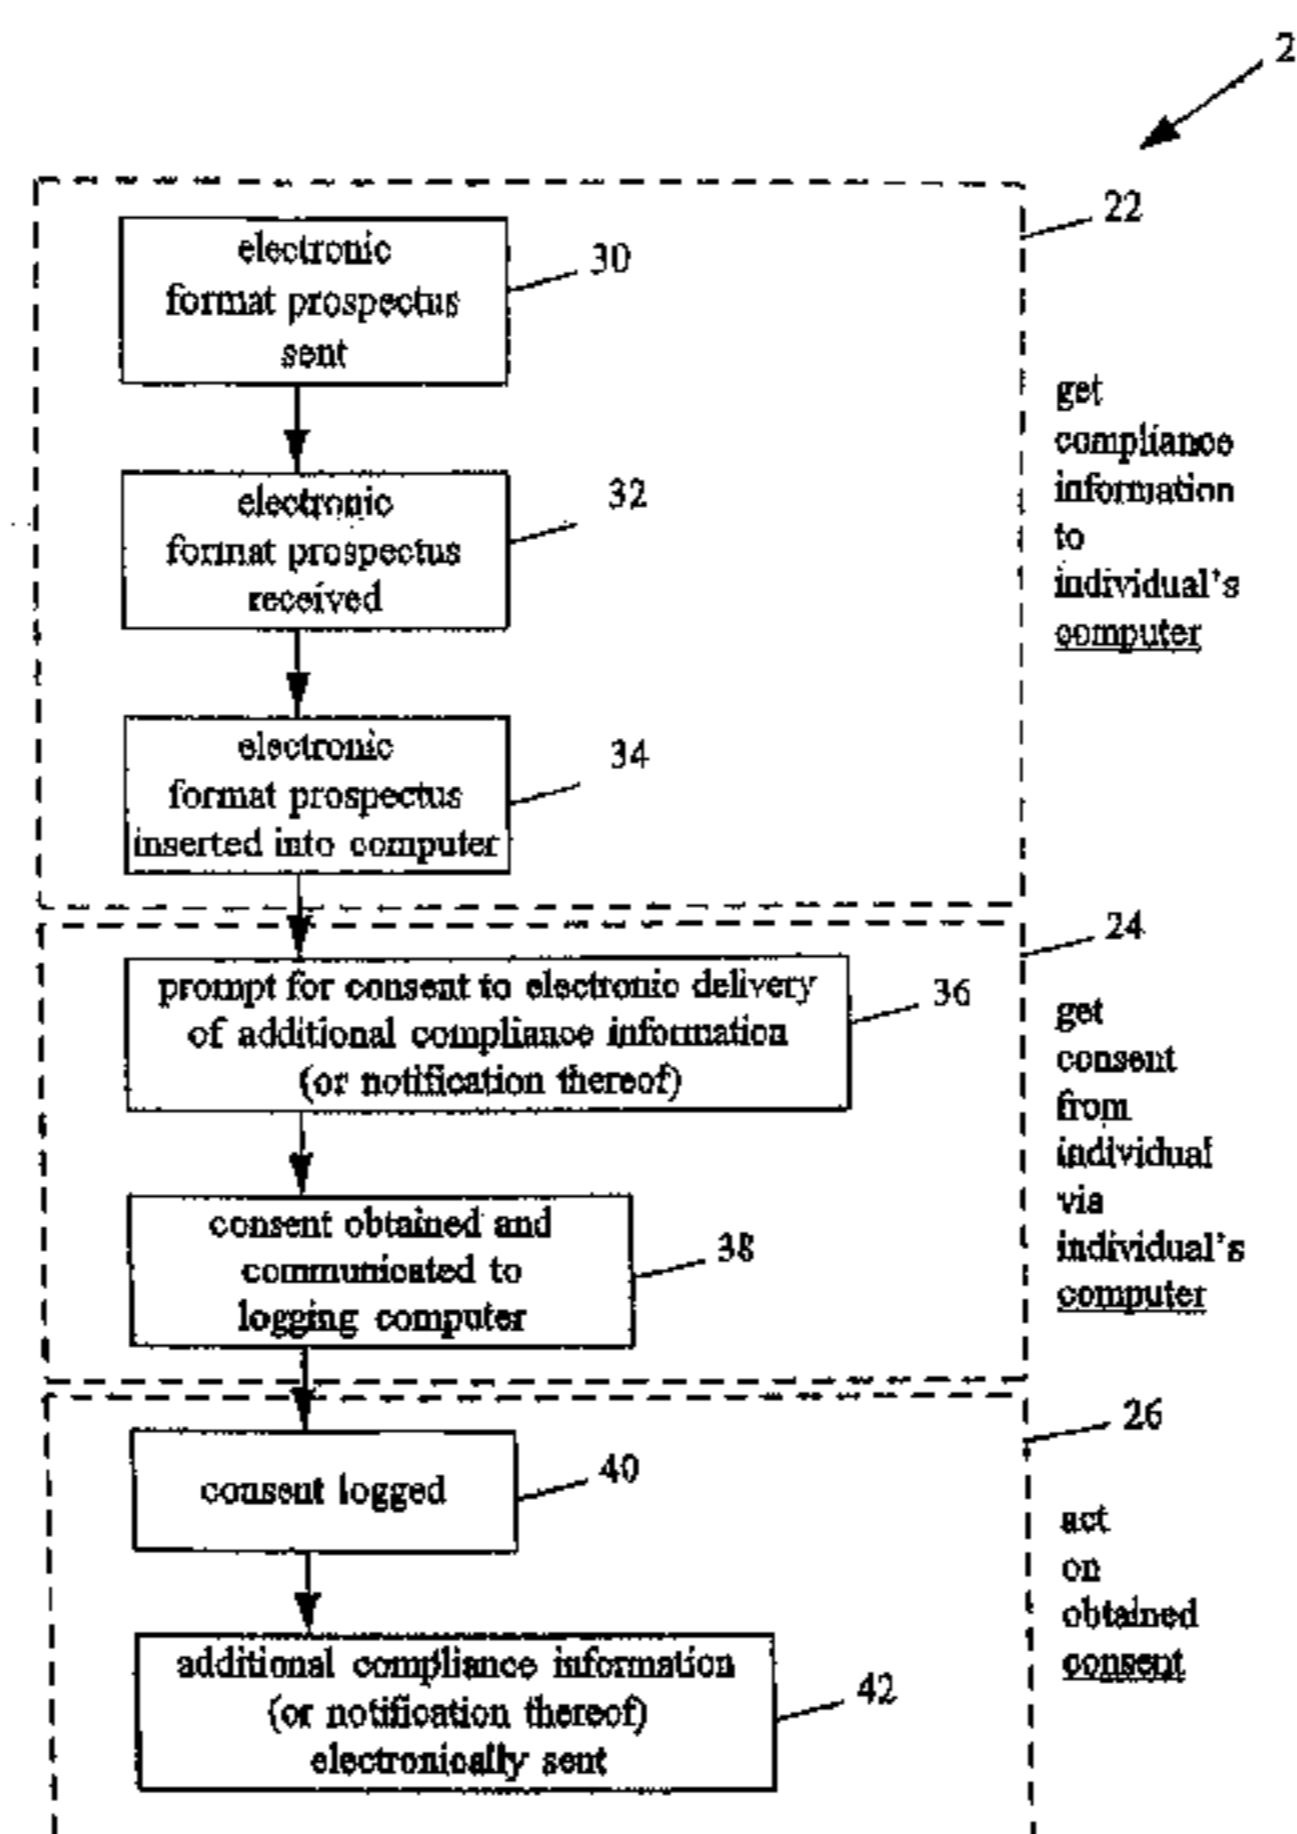 2
22
electronic
format prospectus
sent
30
get
compliance
information
to
individual's
computer
electronic
format prospectus
received
32
electronic
format prospectus
inserted into computer
34
24
prompt for consent to electronic delivery
of additional compliance information
(or notification thereof)
36
get
consent
from
individual
via
individual's
computer
consent obtained and
communicated to
logging computer
38
26
consent logged
40
act
on
obtained
consent
additional compliance information
(or notification thereof)
electronically sent
42